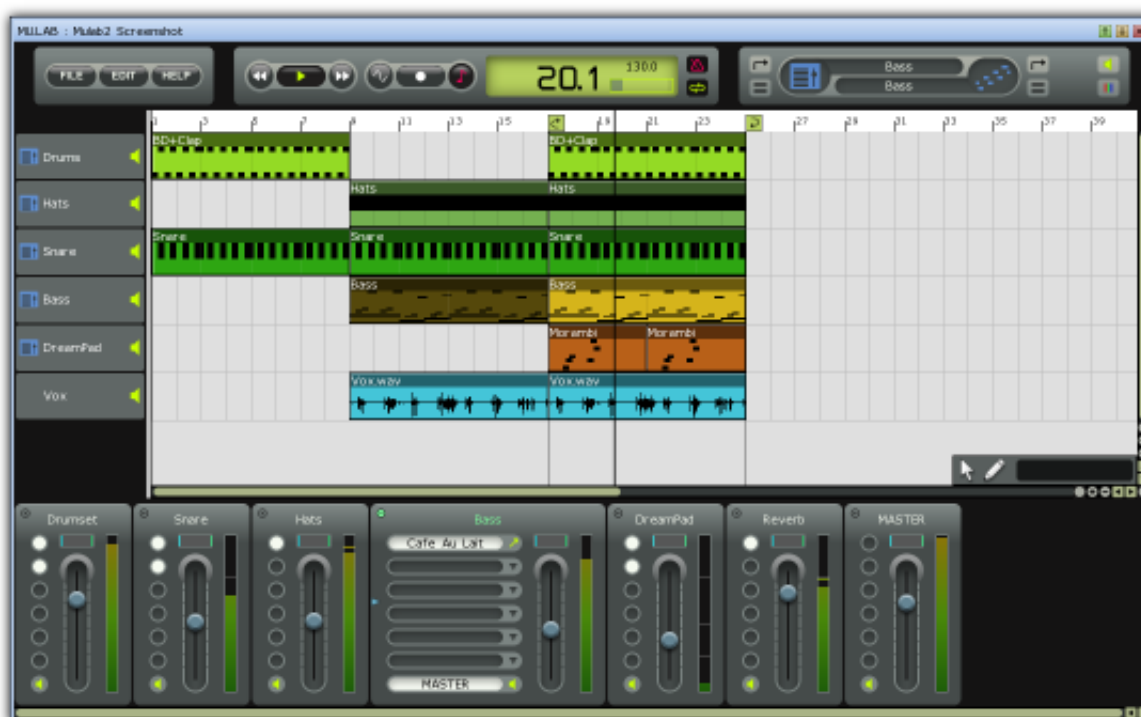 MULAB : Mulab2 Screenshot
FILE EDIT HELP
20.1 130.0
Bass
Bass
1 3 5 7 9 11 13 15 19 21 23 27 29 31 33 35 37 39
Drums BD+Clap BD+Clap
Hats Hats Hats
Snare Snare Snare Snare
Bass Bass Bass
DreamPad Morambi Morambi
Vox Vox.wav Vox.wav
Drumset Snare Hats Bass DreamPad Reverb MASTER
Cafe Au Lait
MASTER